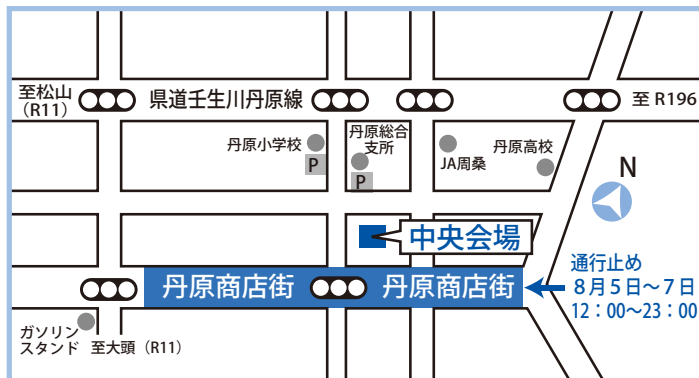 至松山
（R11）
県道壬生川丹原線
至 R196
丹原小学校
P
丹原総合
支所
P
JA周桑
丹原高校
N
中央会場
丹原商店街
丹原商店街
通行止め
８月５日〜７日
12：00〜23：00
ガソリン
スタンド
至大頭（R11）